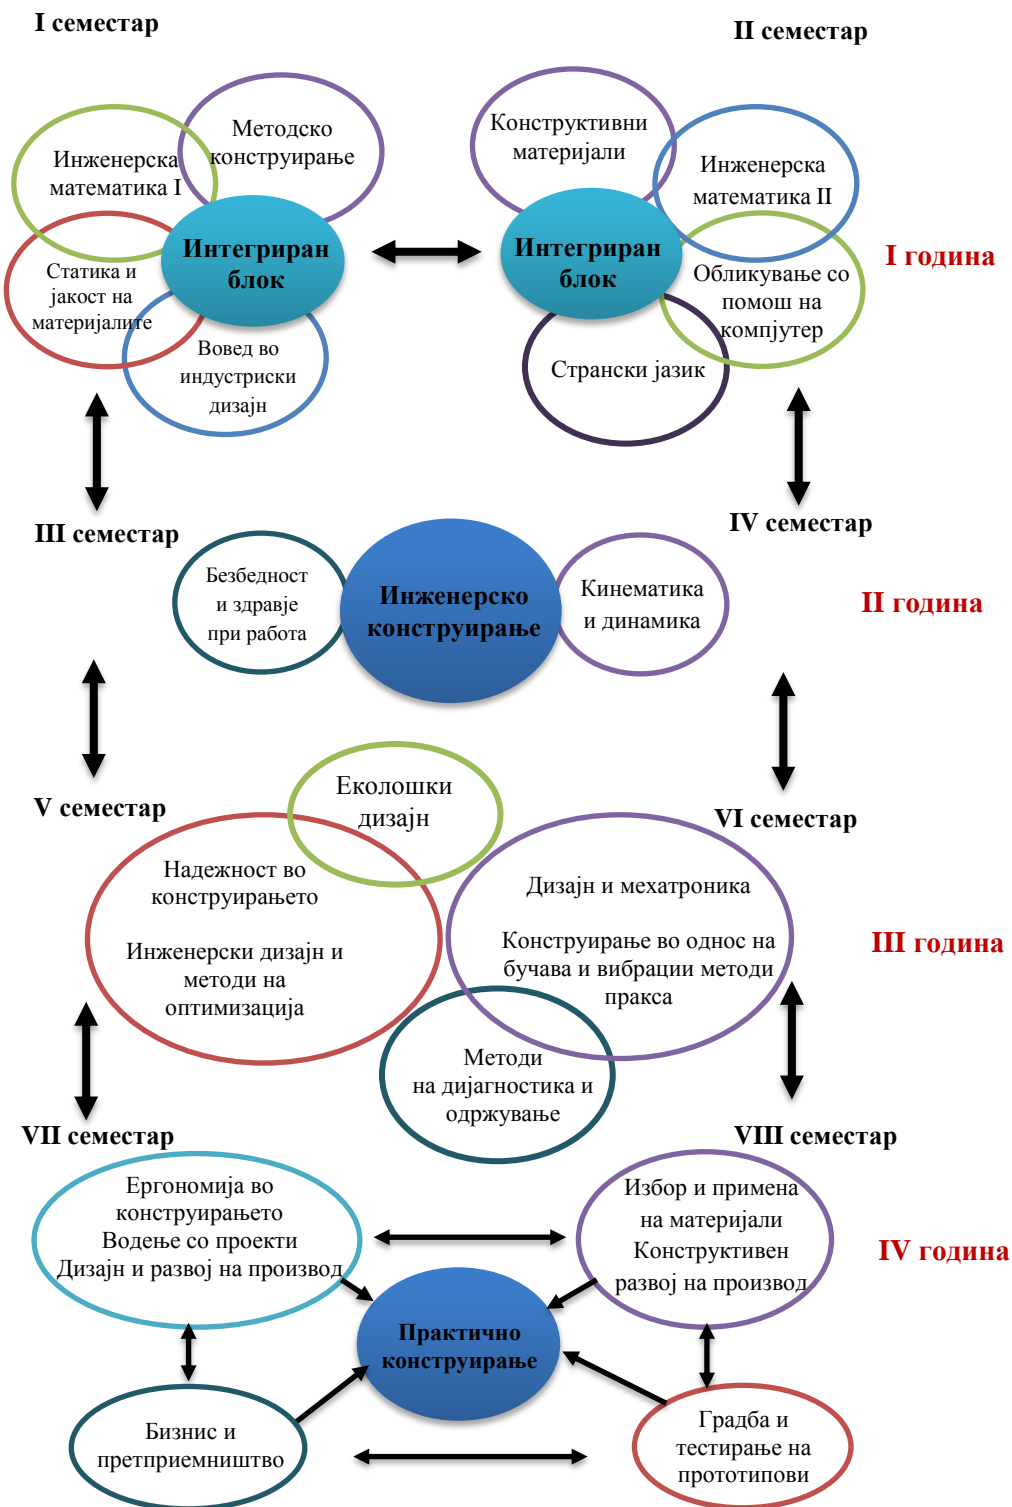 I семестар
II семестар
Методско
конструирање
Инженерска
математика I
Интегриран
блок
Статика и
јакост на
материјалите
Вовед во
индустриски
дизајн
Конструктивни
материјали
Инженерска
математика II
Интегриран
блок
Обликување со
помош на
компјутер
Странски јазик
I година
III семестар
IV семестар
Безбедност
и здравје
при работа
Инженерско
конструирање
Кинематика
и динамика
II година
V семестар
VI семестар
Еколошки
дизајн
Надежност во
конструирањето
Инженерски дизајн и
методи на
оптимизација
Дизајн и мехатроника
Конструирање во однос на
бучава и вибрации методи
пракса
III година
Методи
на дијагностика и
одржување
VII семестар
VIII семестар
Ергономија во
конструирањето
Водење со проекти
Дизајн и развој на производ
Избор и примена
на материјали
Конструктивен
развој на производ
IV година
Практично
конструирање
Бизнис и
претприемништво
Градба и
тестирање на
прототипови